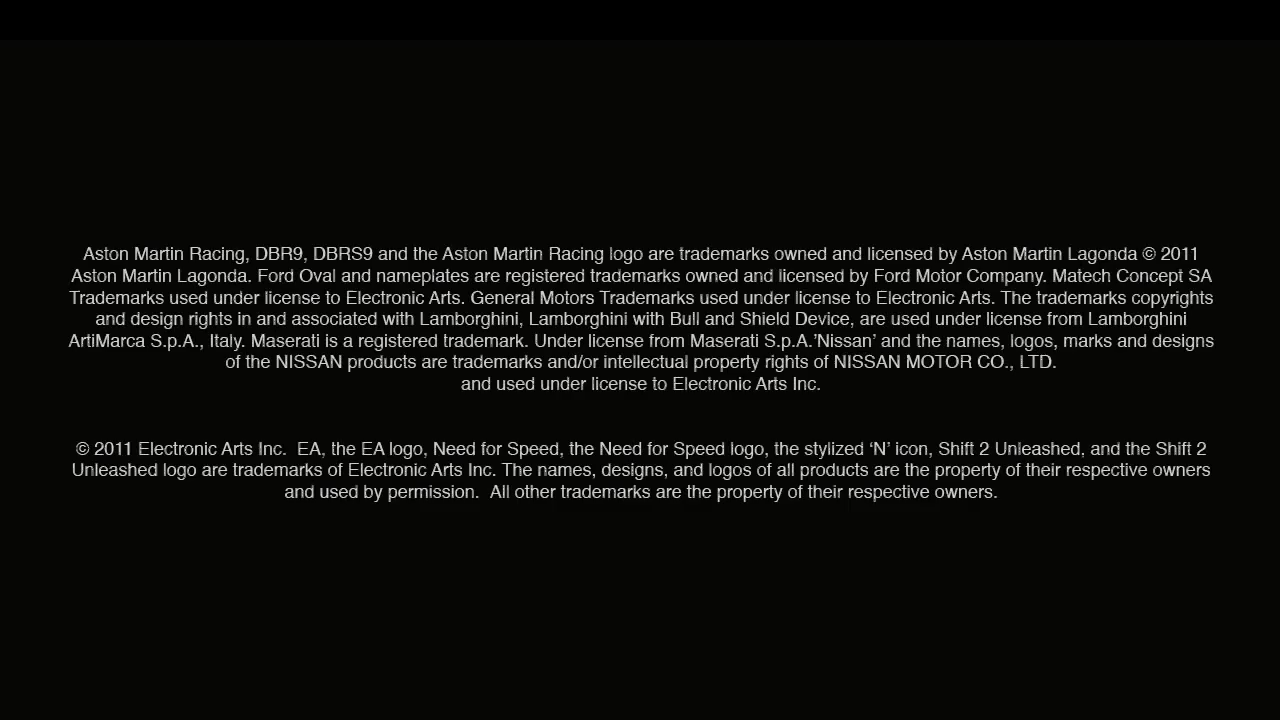 Aston Martin Racing, DBR9, DBRS9 and the Aston Martin Racing logo are trademarks owned and licensed by Aston Martin Lagonda © 2011
Aston Martin Lagonda. Ford Oval and nameplates are registered trademarks owned and licensed by Ford Motor Company. Matech Concept SA
Trademarks used under license to Electronic Arts. General Motors Trademarks used under license to Electronic Arts. The trademarks copyrights
and design rights in and associated with Lamborghini, Lamborghini with Bull and Shield Device, are used under license from Lamborghini
ArtiMarca S.p.A., Italy. Maserati is a registered trademark. Under license from Maserati S.p.A.’Nissan’ and the names, logos, marks and designs
of the NISSAN products are trademarks and/or intellectual property rights of NISSAN MOTOR CO., LTD.
and used under license to Electronic Arts Inc.
© 2011 Electronic Arts Inc.  EA, the EA logo, Need for Speed, the Need for Speed logo, the stylized ‘N’ icon, Shift 2 Unleashed, and the Shift 2
Unleashed logo are trademarks of Electronic Arts Inc. The names, designs, and logos of all products are the property of their respective owners
and used by permission.  All other trademarks are the property of their respective owners.